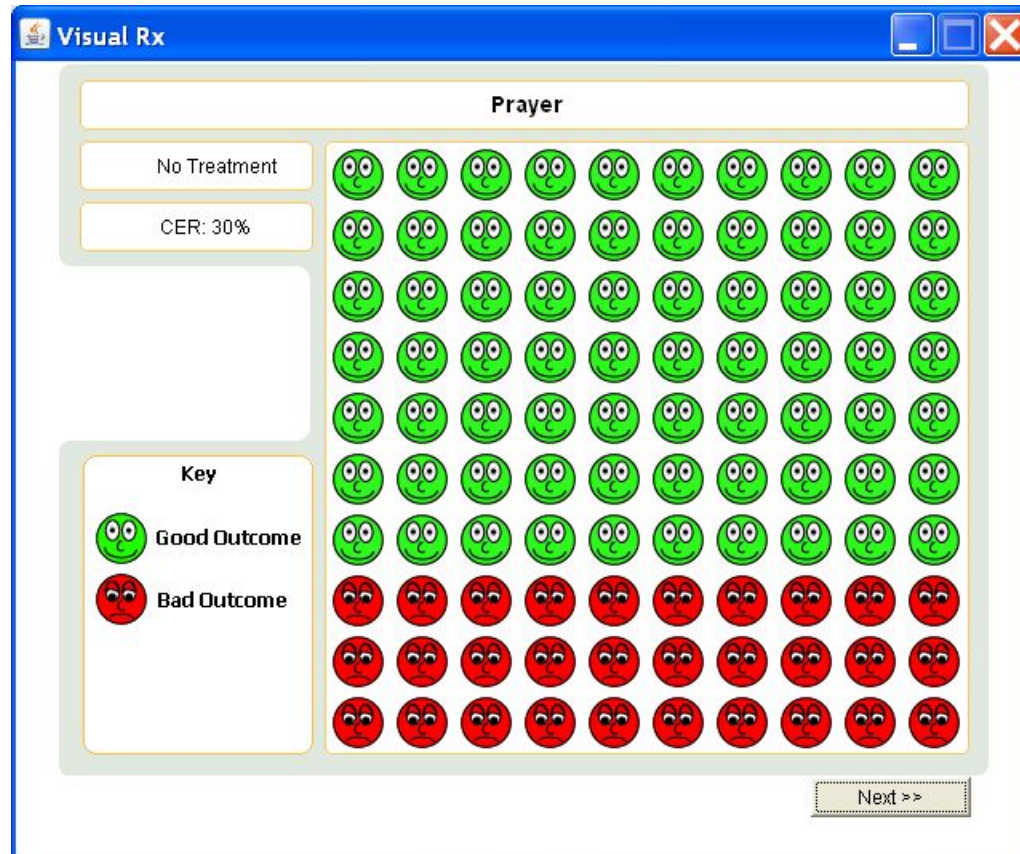 Visual Rx
Prayer
No Treatment
CER: 30%
Key
Good Outcome
Bad Outcome
Next >>